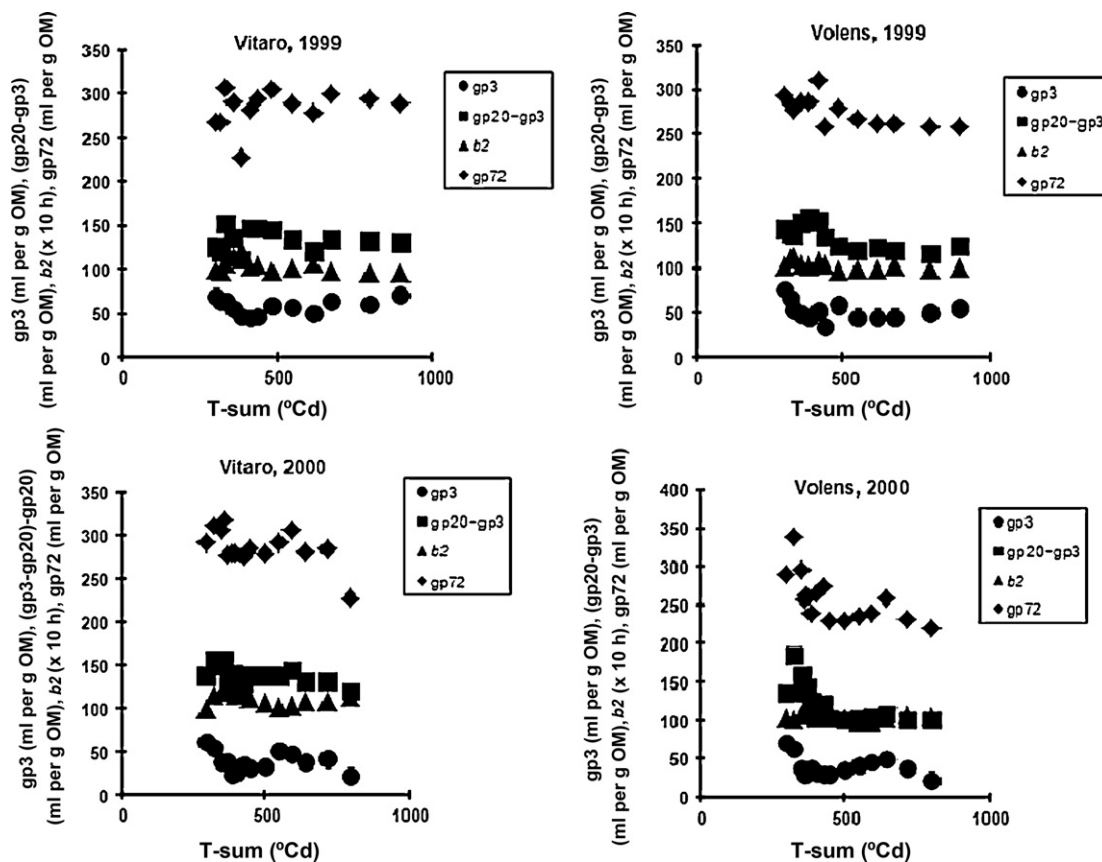 Vitaro, 1999
gp3 (ml per g OM), (gp20-gp3)
(ml per g OM), b2 (x 10 h), gp72 (ml per g OM)
350
300
250
200
150
100
50
0
0
500
1000
T-sum (ºCd)
gp3
gp20-gp3
b2
gp72
Volens, 1999
gp3 (ml per g OM), (gp20-gp3)
(ml per g OM), b2 (x 10 h), gp72 (ml per g OM)
350
300
250
200
150
100
50
0
0
500
1000
T-sum (ºCd)
gp3
gp20-gp3
b2
gp72
Vitaro, 2000
gp3 (ml per g OM), (gp3-gp20)-gp20)
(ml per g OM), b2 (x 10 h), gp72 (ml per g OM)
350
300
250
200
150
100
50
0
0
500
1000
T-sum (ºCd)
gp3
gp20-gp3
b2
gp72
Volens, 2000
gp3 (ml per g OM), (gp20-gp3)
(ml per g OM), b2 (x 10 h), gp72 (ml per g OM)
400
350
300
250
200
150
100
50
0
0
500
1000
T-sum (ºCd)
gp3
gp20-gp3
b2
gp72